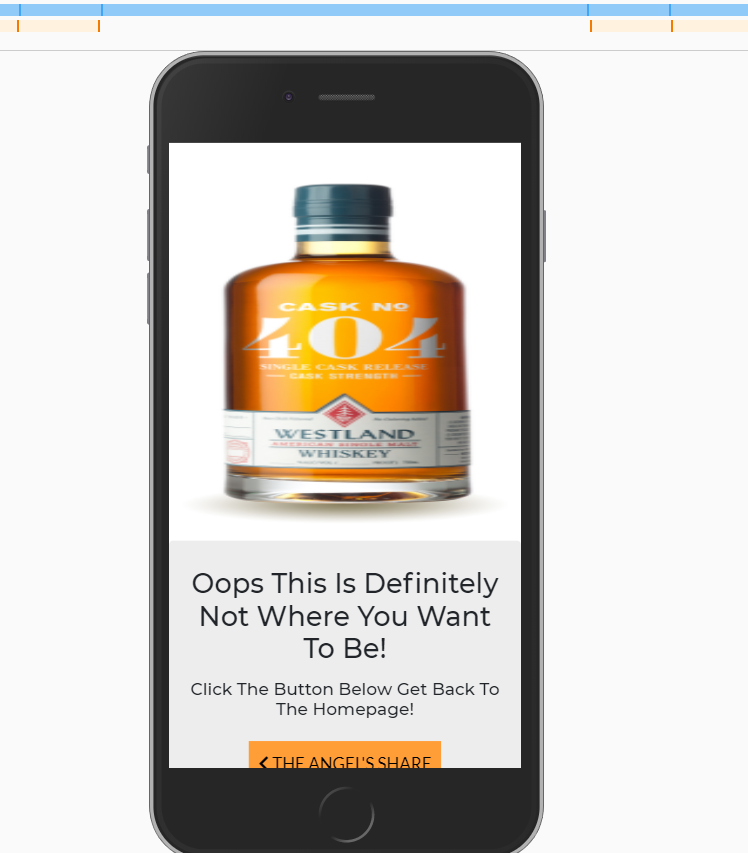 CASK Nº
404
SINGLE CASK RELEASE
CASK STRENGTH
WESTLAND
AMERICAN SINGLE MALT
WHISKEY
Oops This Is Definitely
Not Where You Want
To Be!
Click The Button Below Get Back To
The Homepage!
THE ANGEL'S SHARE